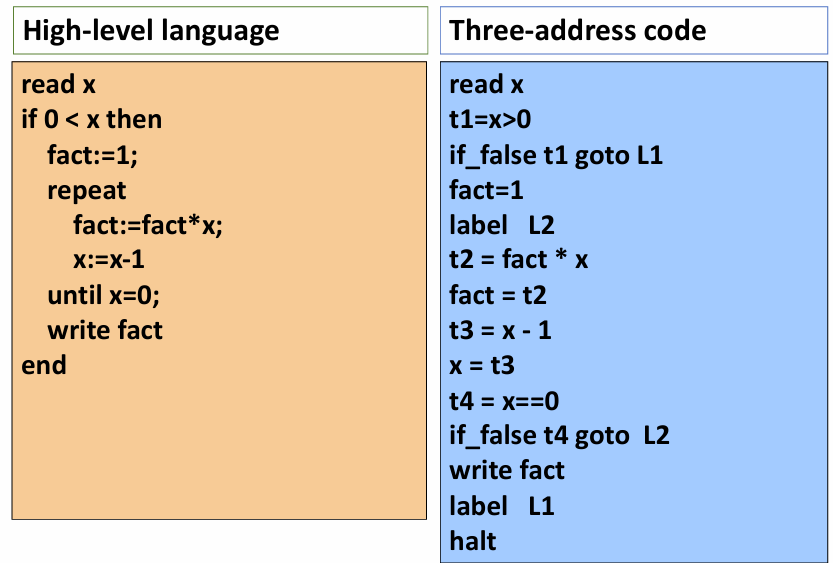 High-level language
read x
if 0 < x then
fact:=1;
repeat
fact:=fact*x;
x:=x-1
until x=0;
write fact
end
Three-address code
read x
t1=x>0
if_false t1 goto L1
fact=1
label L2
t2 = fact * x
fact = t2
t3 = x - 1
x = t3
t4 = x==0
if_false t4 goto L2
write fact
label L1
halt